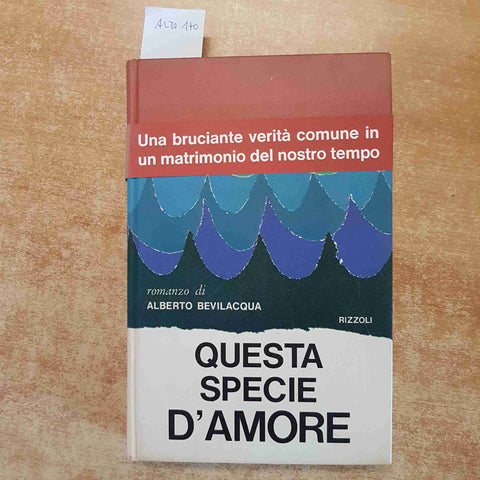 ALTO 170
Una bruciante verità comune in
un matrimonio del nostro tempo
romanzo di
ALBERTO BEVILACQUA
RIZZOLI
QUESTA
SPECIE
D'AMORE